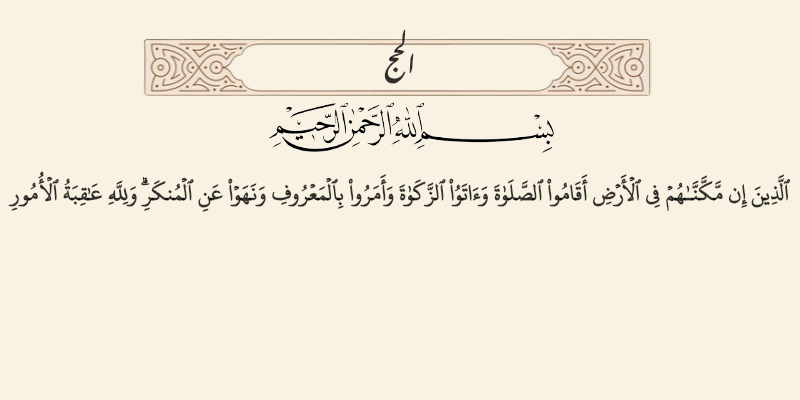 الحج
بِسْمِ ٱللَّهِ ٱلرَّحْمَٰنِ ٱلرَّحِيمِ
ٱلَّذِينَ إِن مَّكَّنَّـٰهُمْ فِى ٱلْأَرْضِ أَقَامُوا۟ ٱلصَّلَوٰةَ وَءَاتَوُا۟ ٱلزَّكَوٰةَ وَأَمَرُوا۟ بِٱلْمَعْرُوفِ وَنَهَوْا۟ عَنِ ٱلْمُنكَرِ ۗ وَلِلَّهِ عَـٰقِبَةُ ٱلْأُمُورِ